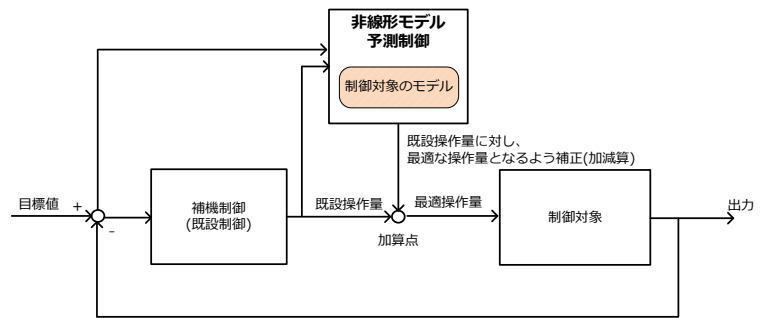 非線形モデル
予測制御
制御対象のモデル
既設操作量に対し、
最適な操作量となるよう補正(加減算)
目標値
+
-
補機制御
(既設制御)
既設操作量
加算点
最適操作量
制御対象
出力